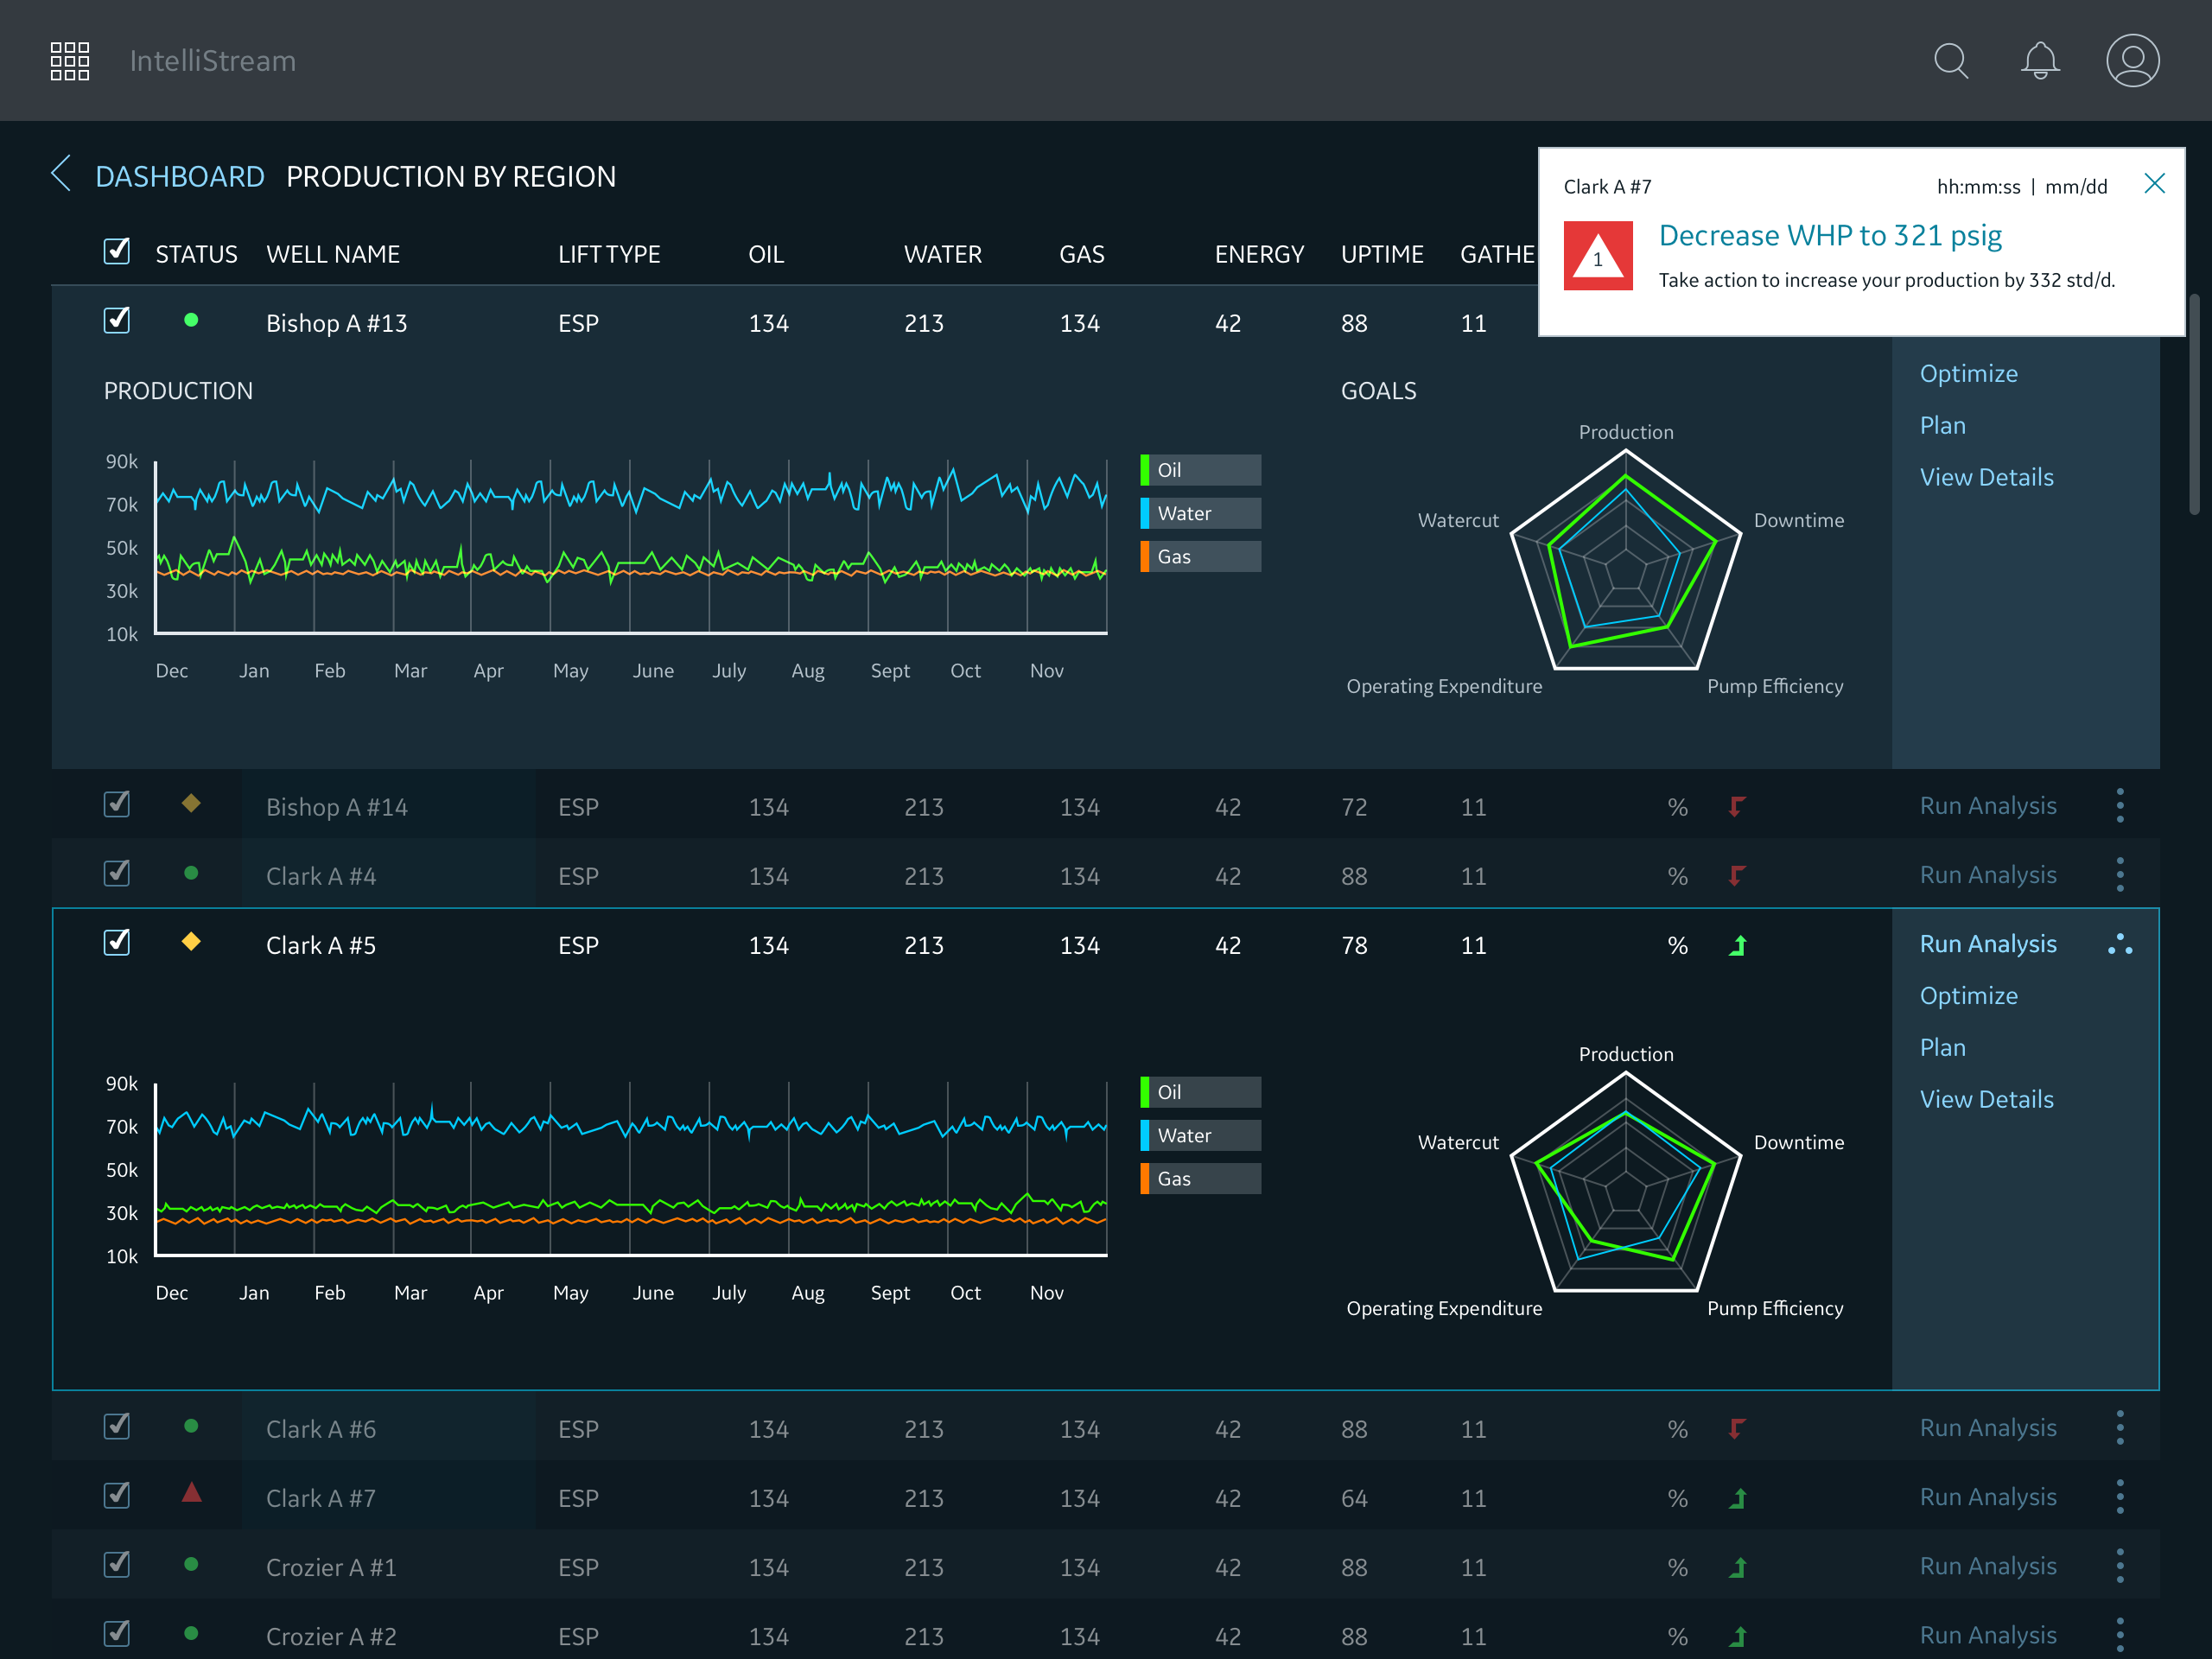 IntelliStream
DASHBOARD PRODUCTION BY REGION
Clark A #7 hh:mm:ss | mm/dd
1
Decrease WHP to 321 psig
Take action to increase your production by 332 std/d.
STATUS WELL NAME LIFT TYPE OIL WATER GAS ENERGY UPTIME GATHE
Bishop A #13 ESP 134 213 134 42 88 11
Optimize
Plan
View Details
PRODUCTION
90k
70k
50k
30k
10k
Dec Jan Feb Mar Apr May June July Aug Sept Oct Nov
Oil
Water
Gas
GOALS
Production
Watercut Downtime
Operating Expenditure Pump Efficiency
Bishop A #14 ESP 134 213 134 42 72 11 % Run Analysis
Clark A #4 ESP 134 213 134 42 88 11 % Run Analysis
Clark A #5 ESP 134 213 134 42 78 11 % Run Analysis
Optimize
Plan
View Details
90k
70k
50k
30k
10k
Dec Jan Feb Mar Apr May June July Aug Sept Oct Nov
Oil
Water
Gas
Production
Watercut Downtime
Operating Expenditure Pump Efficiency
Clark A #6 ESP 134 213 134 42 88 11 % Run Analysis
Clark A #7 ESP 134 213 134 42 64 11 % Run Analysis
Crozier A #1 ESP 134 213 134 42 88 11 % Run Analysis
Crozier A #2 ESP 134 213 134 42 88 11 % Run Analysis